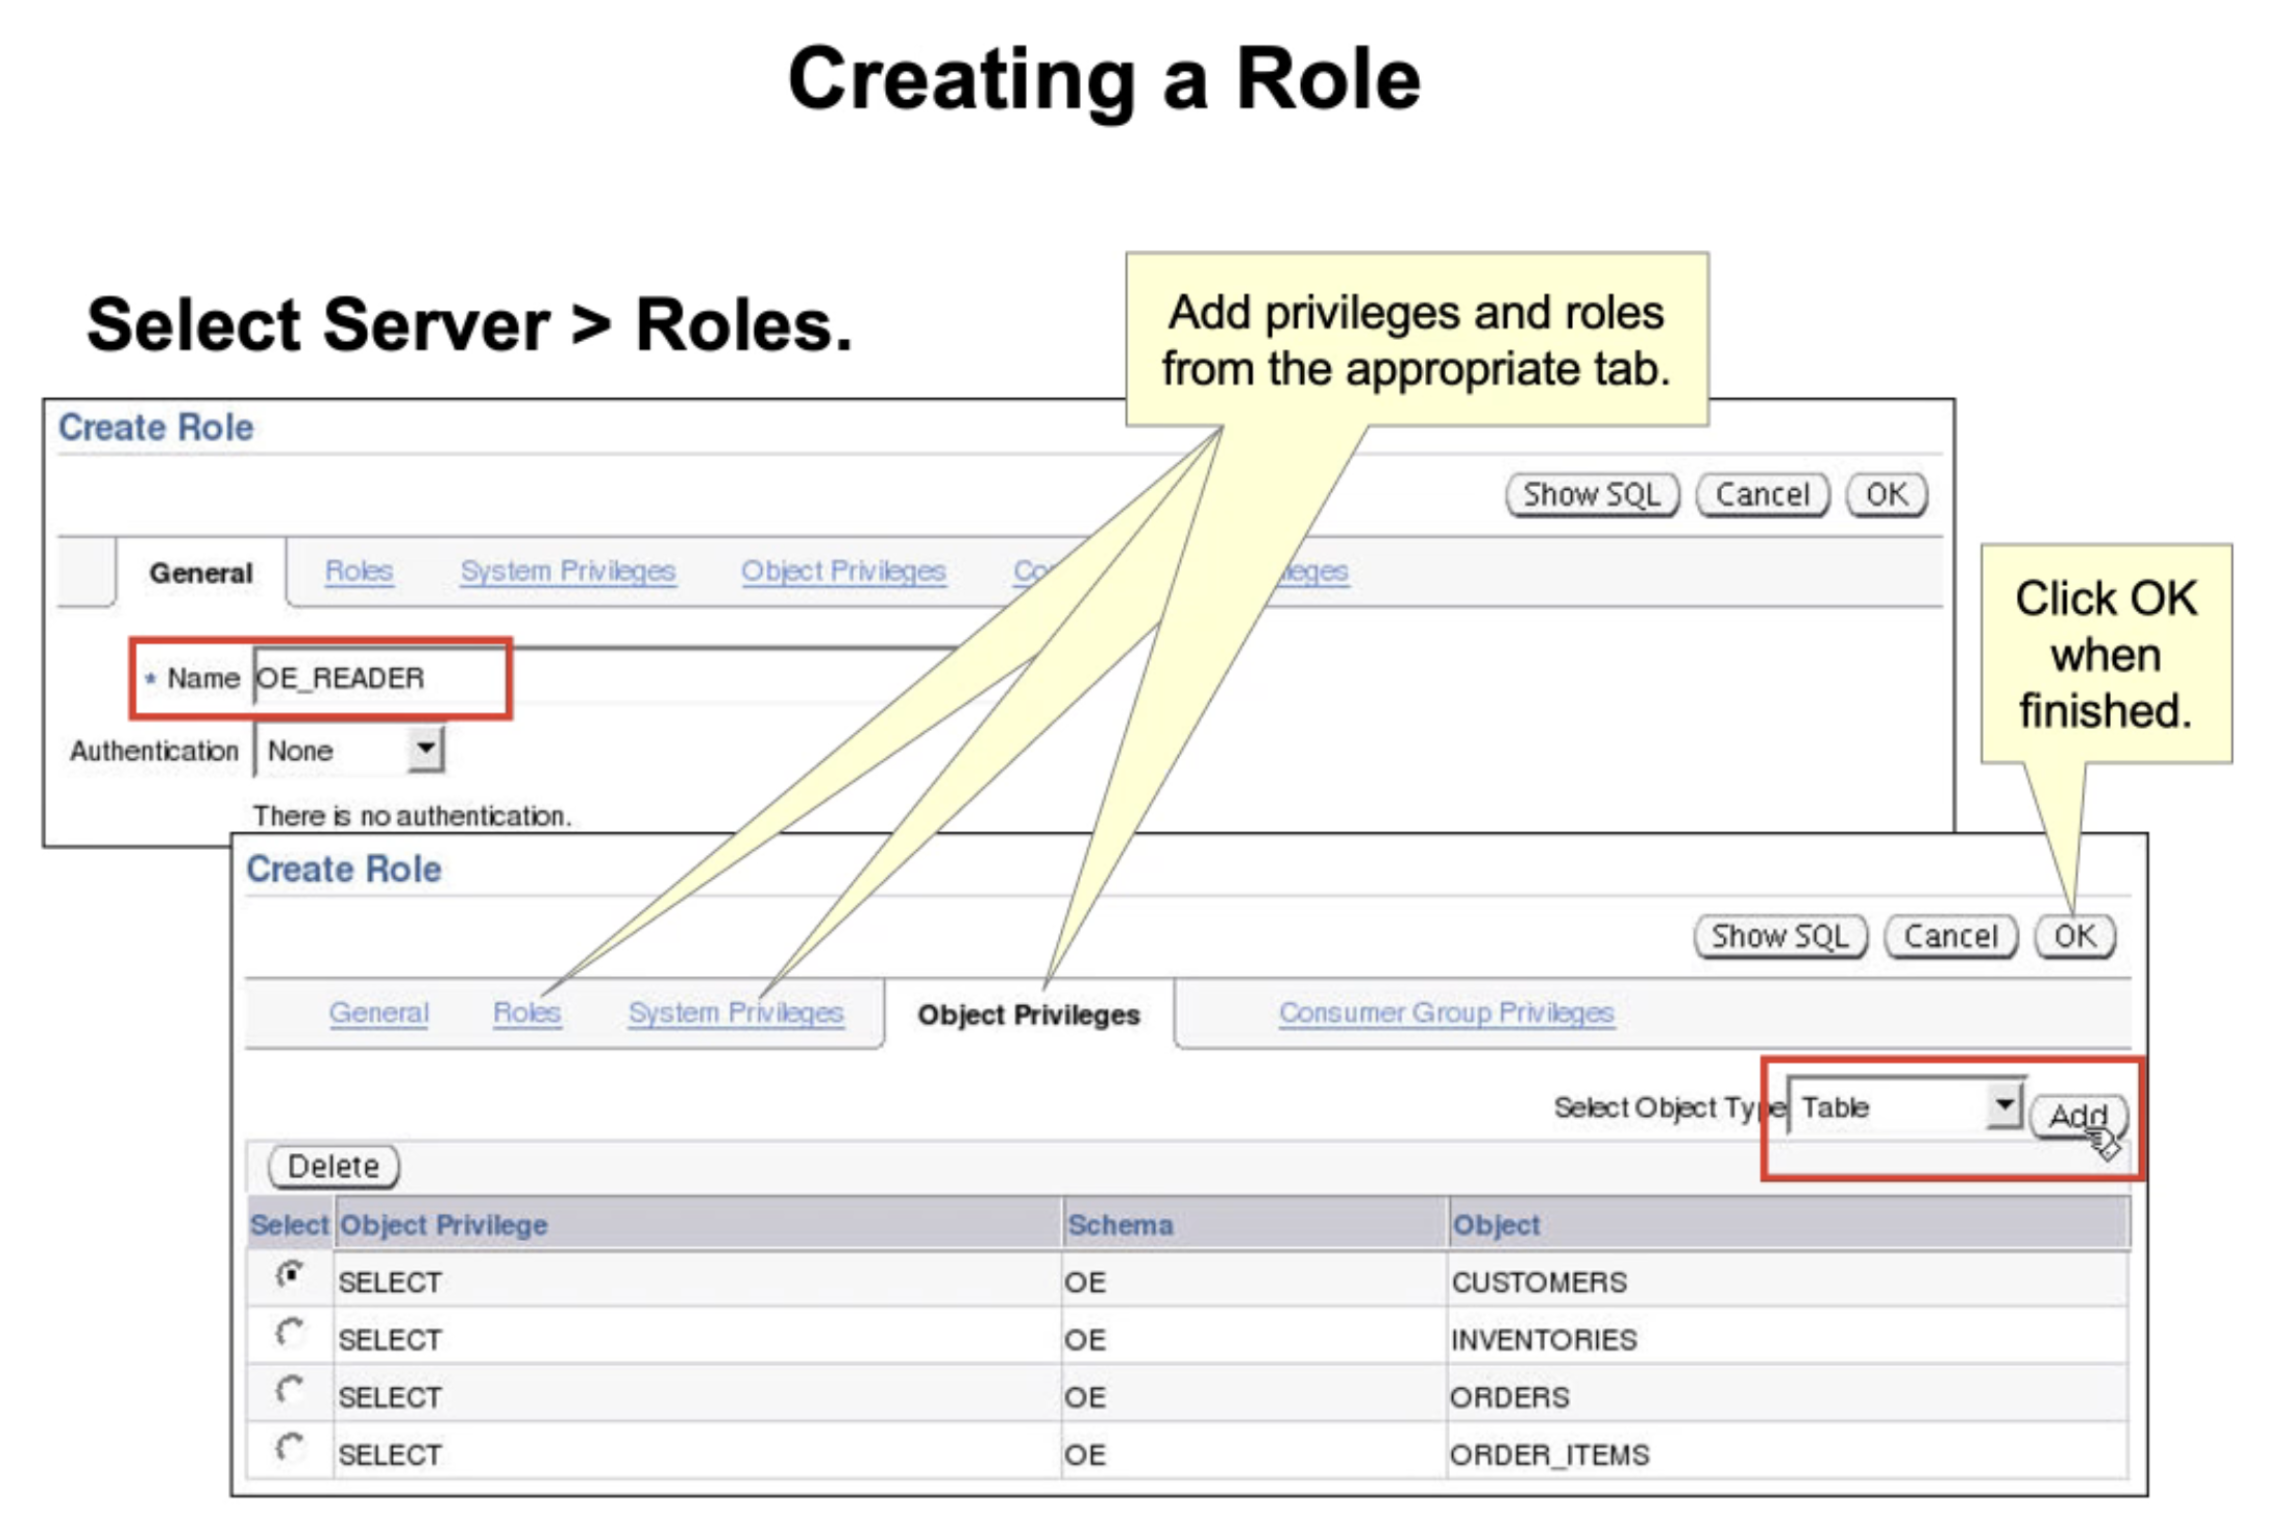 Creating a Role
Select Server > Roles.
Add privileges and roles
from the appropriate tab.
Create Role
Show SQL Cancel OK
General Roles System Privileges Object Privileges
* Name OE_READER
Authentication None
There is no authentication.
Click OK
when
finished.
Create Role
Show SQL Cancel OK
General Roles System Privileges Object Privileges Consumer Group Privileges
Select Object Type Table Add
Delete
Select Object Privilege Schema Object
SELECT OE CUSTOMERS
SELECT OE INVENTORIES
SELECT OE ORDERS
SELECT OE ORDER_ITEMS